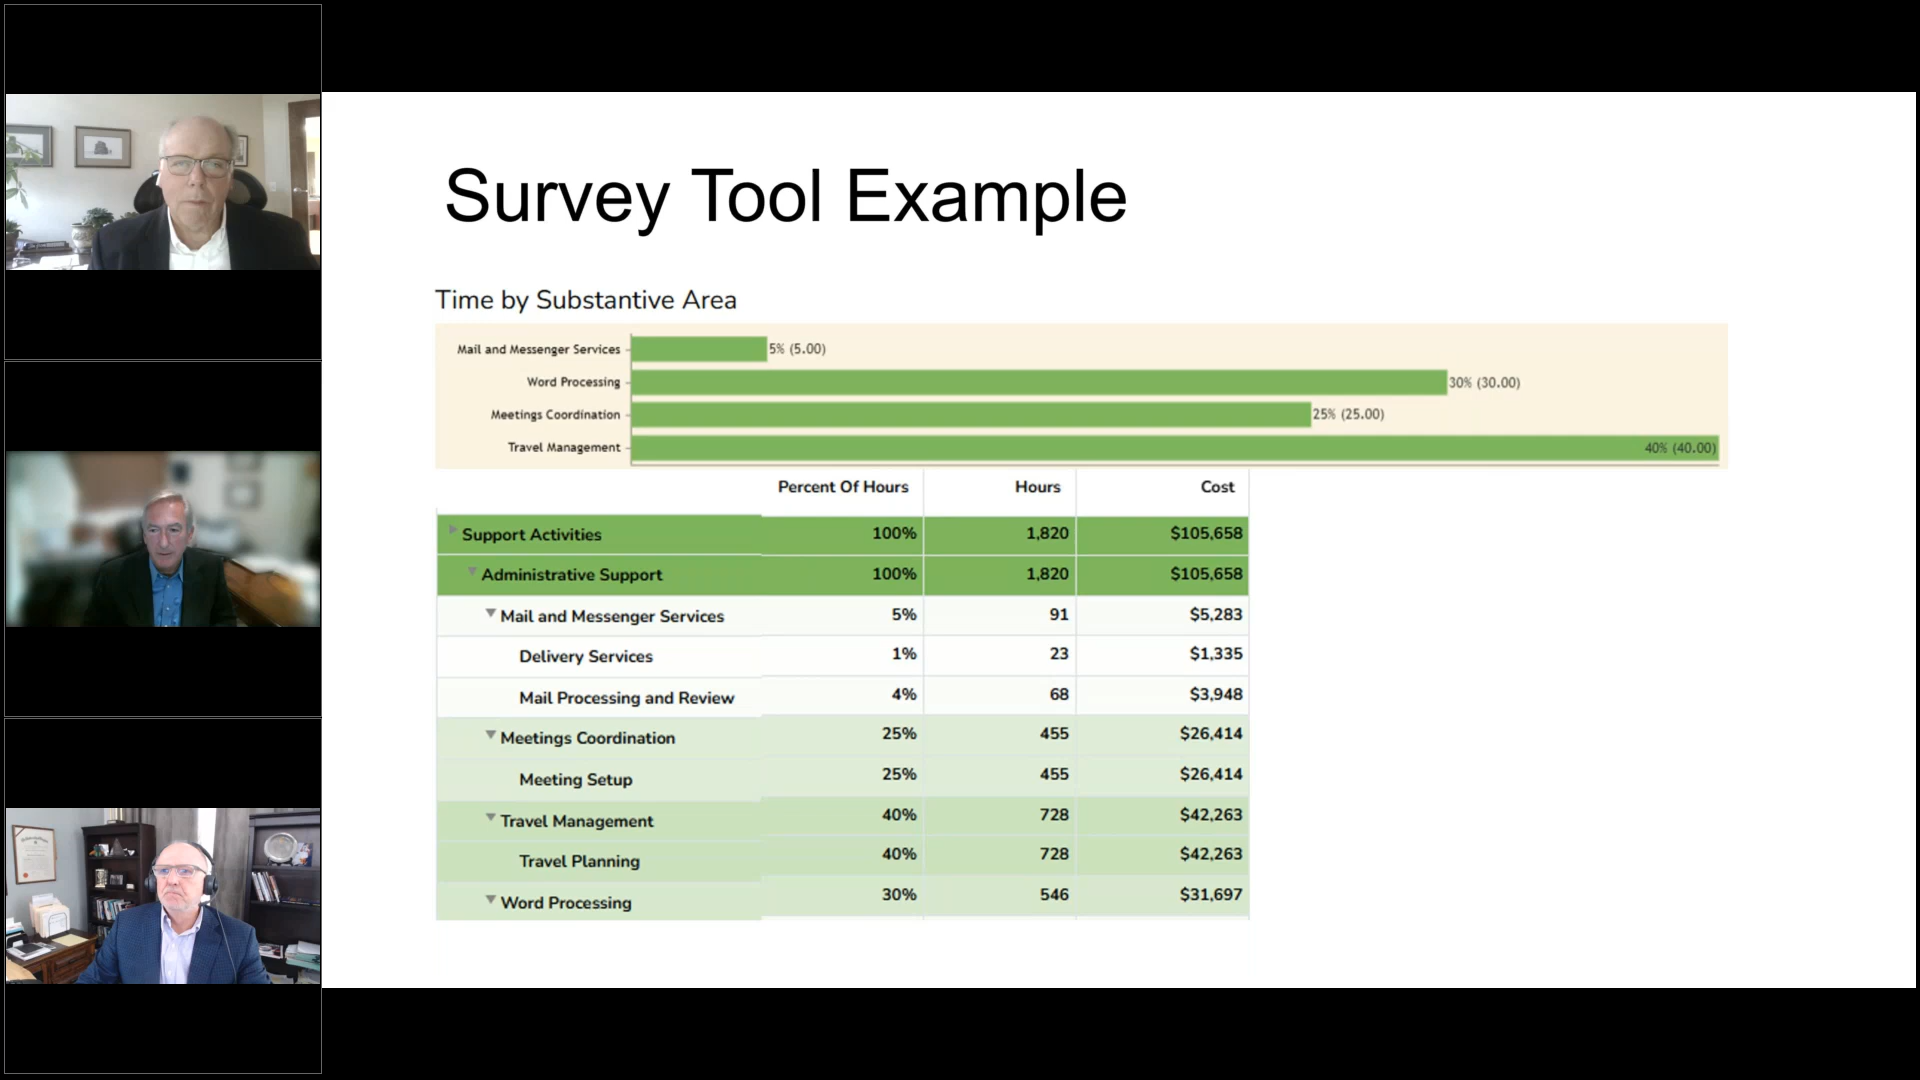 Survey Tool Example
Time by Substantive Area
Mail and Messenger Services 5% (5.00)
Word Processing 30% (30.00)
Meetings Coordination 25% (25.00)
Travel Management 40% (40.00)
Percent Of Hours Hours Cost
Support Activities 100% 1,820 $105,658
Administrative Support 100% 1,820 $105,658
Mail and Messenger Services 5% 91 $5,283
Delivery Services 1% 23 $1,335
Mail Processing and Review 4% 68 $3,948
Meetings Coordination 25% 455 $26,414
Meeting Setup 25% 455 $26,414
Travel Management 40% 728 $42,263
Travel Planning 40% 728 $42,263
Word Processing 30% 546 $31,697